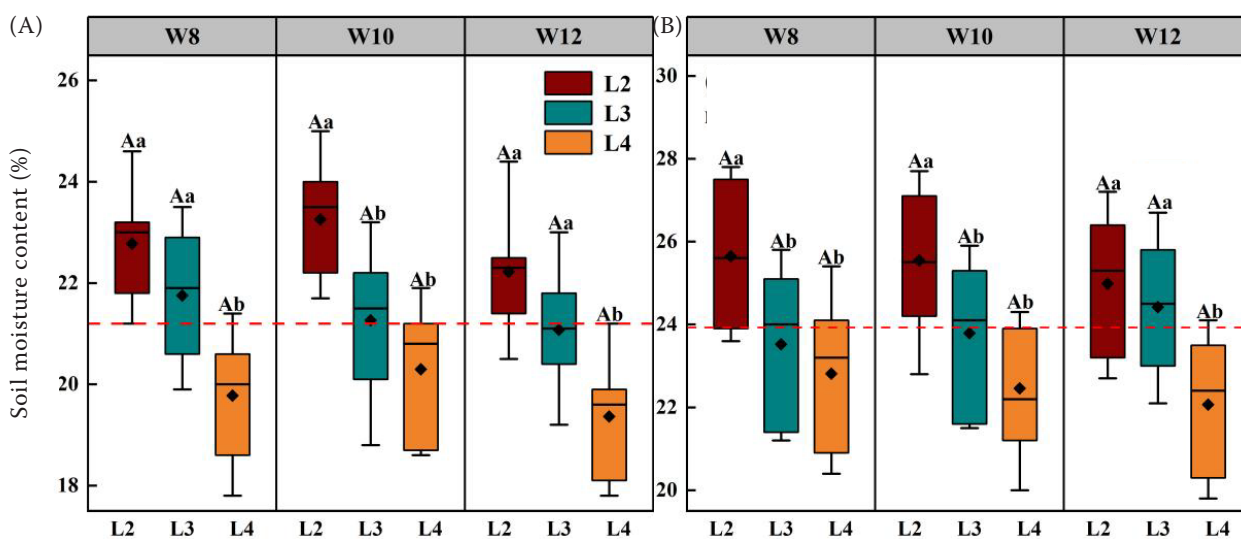 (A)
W8 W10 W12
Soil moisture content (%)
26
24
22
20
18
L2
L3
L4
Aa Aa Ab
Aa Ab Ab
Aa Aa Ab
L2 L3 L4 L2 L3 L4 L2 L3 L4
(B)
W8 W10 W12
30
28
26
24
22
20
Aa Ab Ab
Aa Ab Ab
Aa Aa Ab
L2 L3 L4 L2 L3 L4 L2 L3 L4